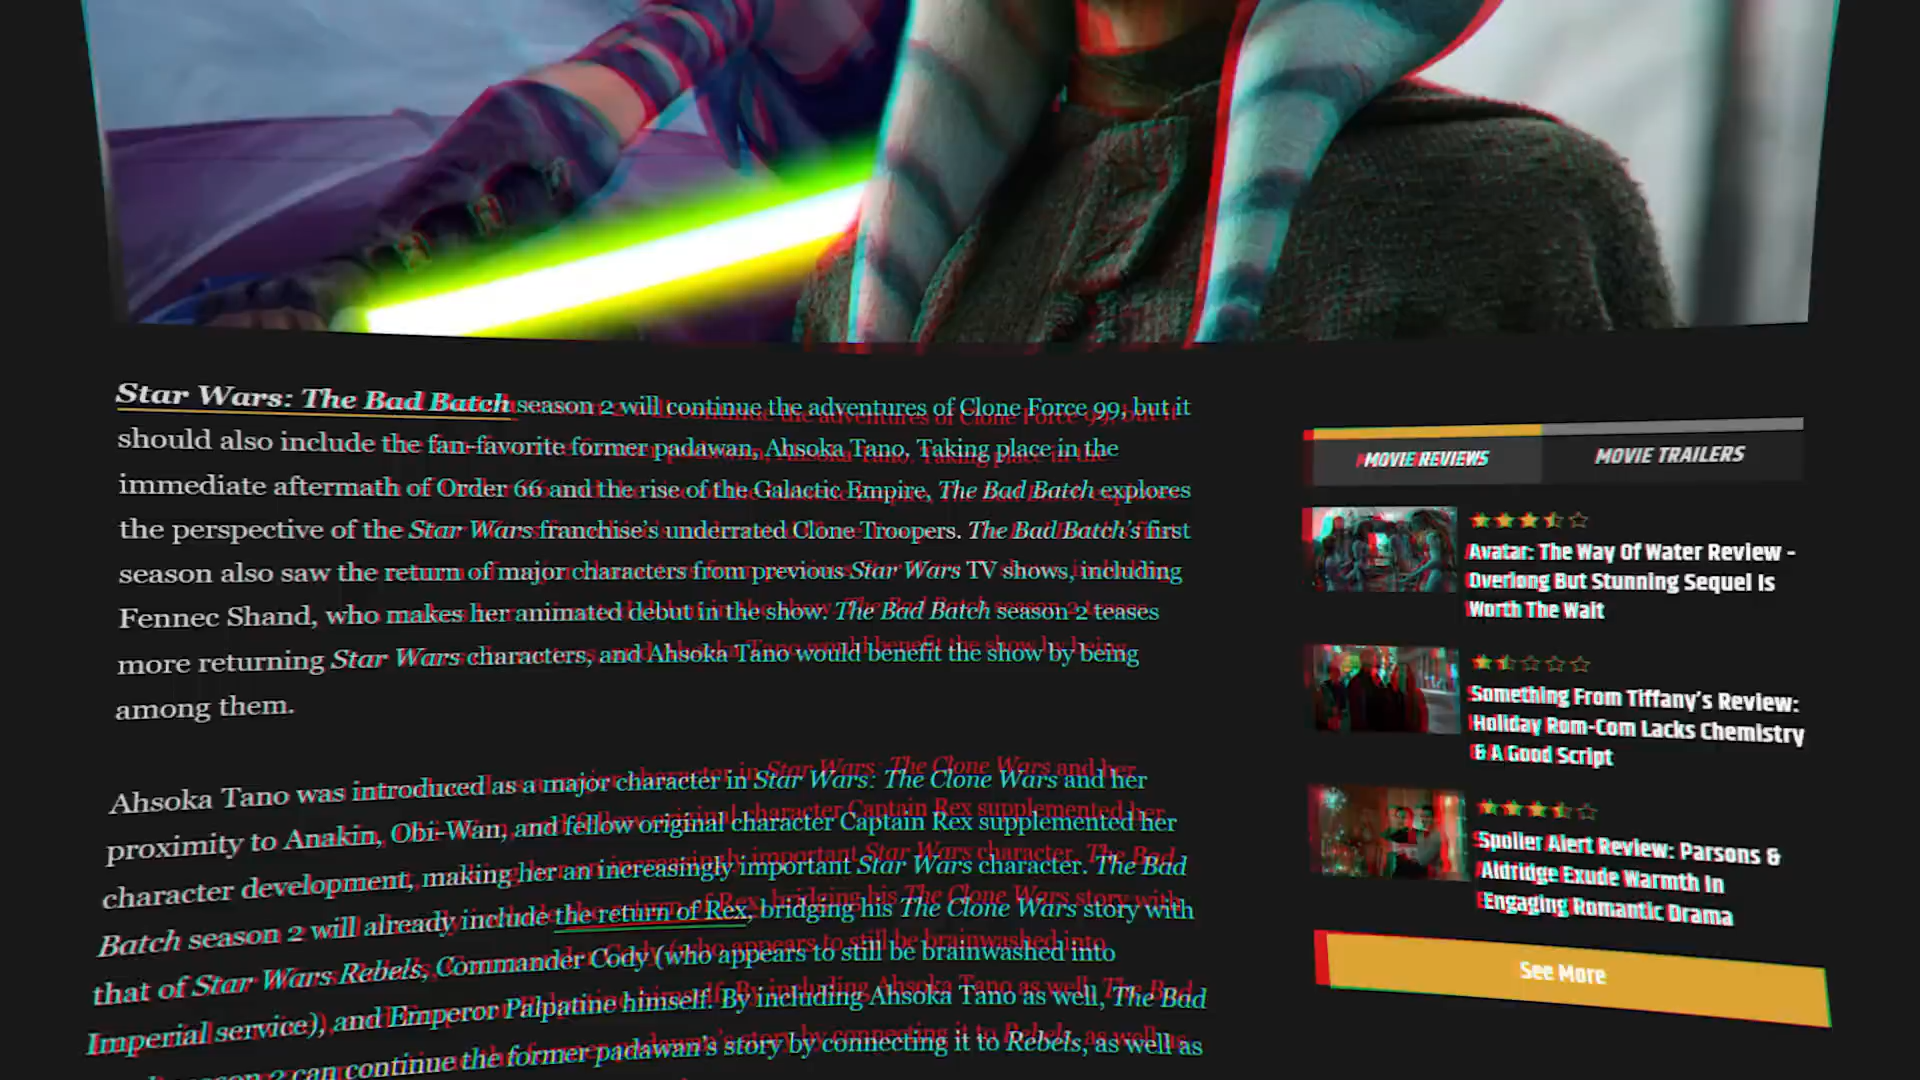 Star Wars: The Bad Batch season 2 will continue the adventures of Clone Force 99, but it
should also include the fan-favorite former padawan, Ahsoka Tano. Taking place in the
immediate aftermath of Order 66 and the rise of the Galactic Empire, The Bad Batch explores
the perspective of the Star Wars franchise's underrated Clone Troopers. The Bad Batch's first
season also saw the return of major characters from previous Star Wars TV shows, including
Fennec Shand, who makes her animated debut in the show. The Bad Batch season 2 teases
more returning Star Wars characters, and Ahsoka Tano would benefit the show by being
among them.
Ahsoka Tano was introduced as a major character in Star Wars: The Clone Wars and her
proximity to Anakin, Obi-Wan, and fellow original character Captain Rex supplemented her
character development, making her an increasingly important Star Wars character. The Bad
Batch season 2 will already include the return of Rex, bridging his The Clone Wars story with
that of Star Wars Rebels, Commander Cody (who appears to still be brainwashed into
Imperial service), and Emperor Palpatine himself. By including Ahsoka Tano as well, The Bad
season 2 can continue the former padawan's story by connecting it to Rebels, as well as
MOVIE REVIEWS
MOVIE TRAILERS
Avatar: The Way Of Water Review -
Overlong But Stunning Sequel Is
Worth The Wait
Something From Tiffany's Review:
Holiday Rom-Com Lacks Chemistry
& A Good Script
Spoiler Alert Review: Parsons &
Aldridge Exude Warmth In
Engaging Romantic Drama
See More